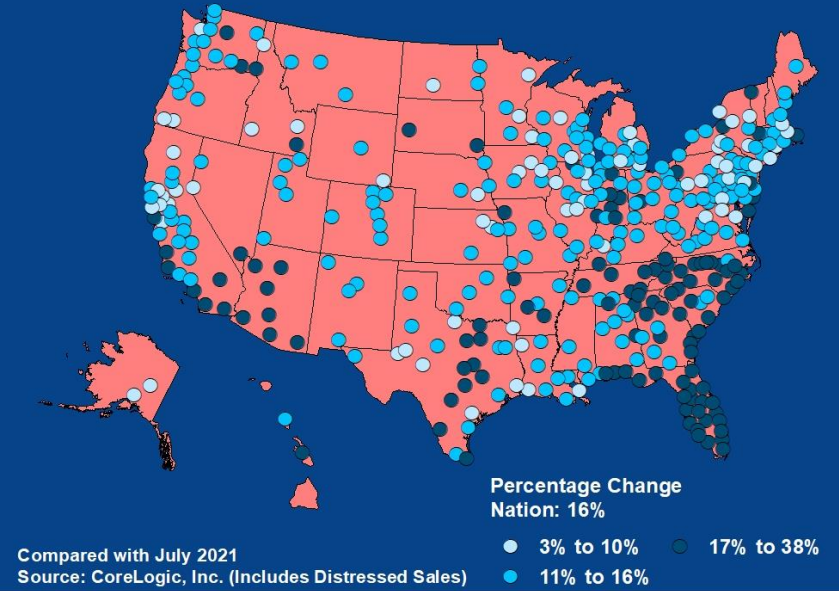 Percentage Change
Nation: 16%
3% to 10%
17% to 38%
11% to 16%
Compared with July 2021
Source: CoreLogic, Inc. (Includes Distressed Sales)